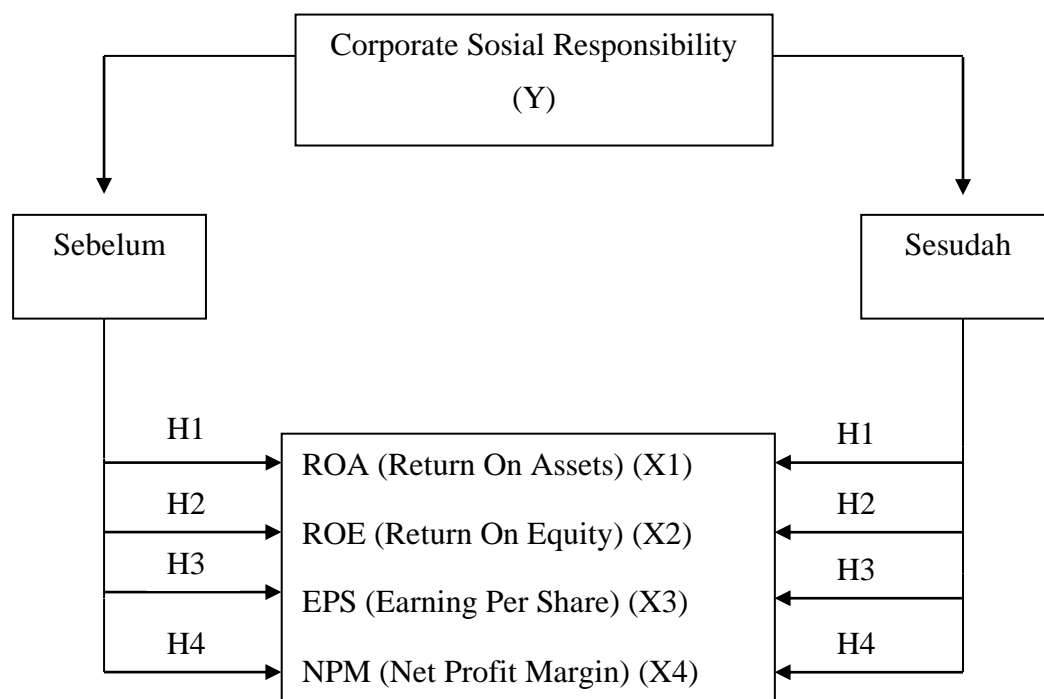 Corporate Sosial Responsibility
(Y)
Sebelum
Sesudah
H1
H1
ROA (Return On Assets) (X1)
H2
H2
ROE (Return On Equity) (X2)
H3
H3
EPS (Earning Per Share) (X3)
H4
H4
NPM (Net Profit Margin) (X4)